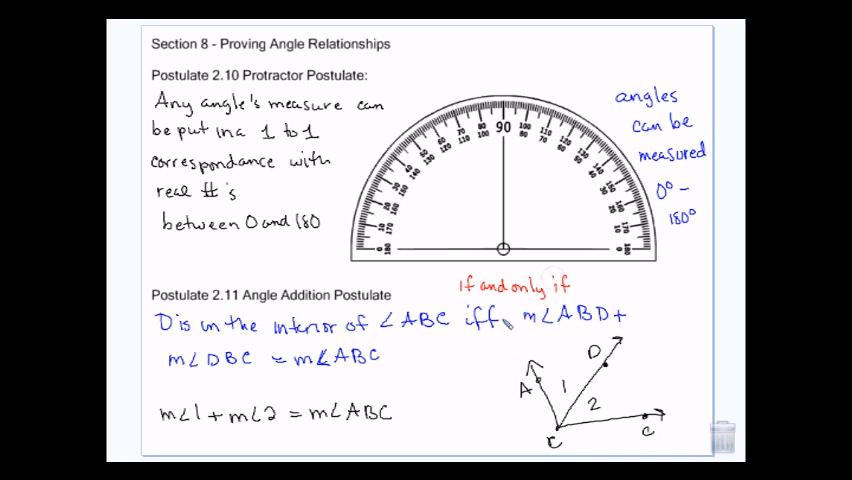 Section 8 - Proving Angle Relationships
Postulate 2.10 Protractor Postulate:
Any angle's measure can
be put in a 1 to 1
correspondance with
real #'s
between 0 and 180
angles
can be
measured
0° -
180°
90
If and only if
Postulate 2.11 Angle Addition Postulate
D is in the interior of ∠ABC iff m∠ABD+
m∠DBC = m∠ABC
m∠1 + m∠2 = m∠ABC
D
A
1
2
C